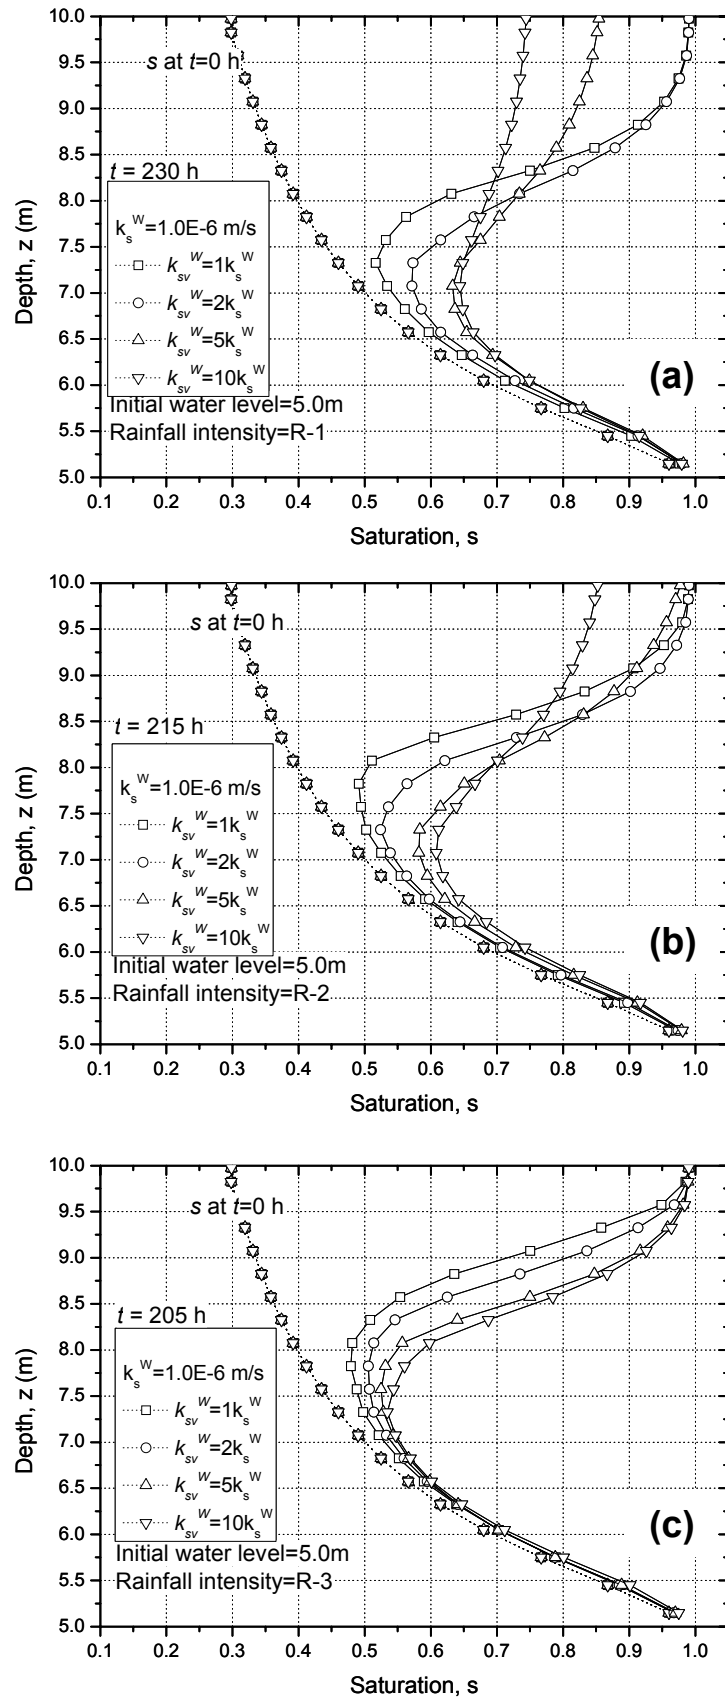 10.0
9.5
9.0
8.5
8.0
7.5
7.0
6.5
6.0
5.5
5.0
Depth, z (m)
s at t=0 h
t = 230 h
k_s^W=1.0E-6 m/s
k_sv^W=1k_s^W
k_sv^W=2k_s^W
k_sv^W=5k_s^W
k_sv^W=10k_s^W
Initial water level=5.0m
Rainfall intensity=R-1
(a)
0.1 0.2 0.3 0.4 0.5 0.6 0.7 0.8 0.9 1.0
Saturation, s
10.0
9.5
9.0
8.5
8.0
7.5
7.0
6.5
6.0
5.5
5.0
Depth, z (m)
s at t=0 h
t = 215 h
k_s^W=1.0E-6 m/s
k_sv^W=1k_s^W
k_sv^W=2k_s^W
k_sv^W=5k_s^W
k_sv^W=10k_s^W
Initial water level=5.0m
Rainfall intensity=R-2
(b)
0.1 0.2 0.3 0.4 0.5 0.6 0.7 0.8 0.9 1.0
Saturation, s
10.0
9.5
9.0
8.5
8.0
7.5
7.0
6.5
6.0
5.5
5.0
Depth, z (m)
s at t=0 h
t = 205 h
k_s^W=1.0E-6 m/s
k_sv^W=1k_s^W
k_sv^W=2k_s^W
k_sv^W=5k_s^W
k_sv^W=10k_s^W
Initial water level=5.0m
Rainfall intensity=R-3
(c)
0.1 0.2 0.3 0.4 0.5 0.6 0.7 0.8 0.9 1.0
Saturation, s